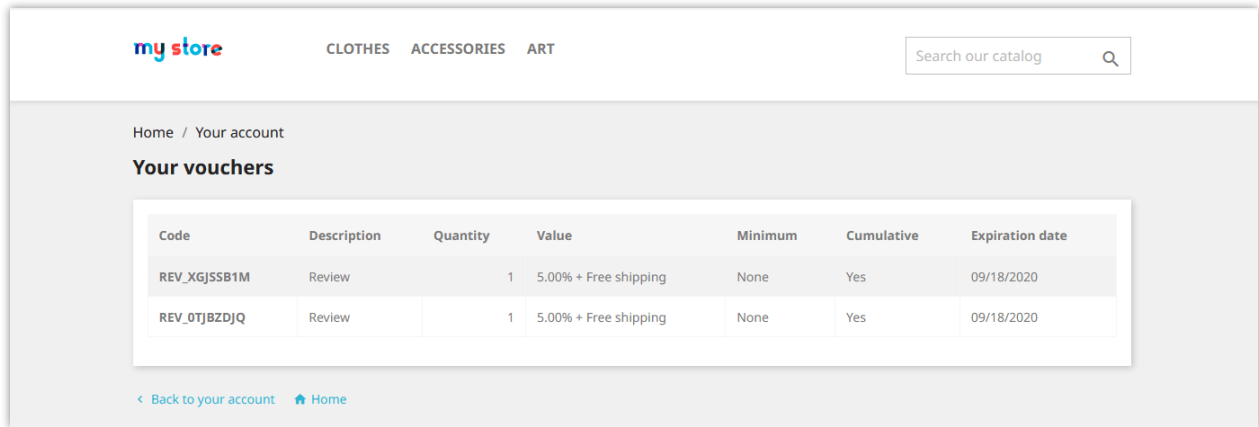 my store CLOTHES ACCESSORIES ART Search our catalog
Home / Your account
Your vouchers
Code Description Quantity Value Minimum Cumulative Expiration date
REV_XGJSSB1M Review 1 5.00% + Free shipping None Yes 09/18/2020
REV_0TJBZDJQ Review 1 5.00% + Free shipping None Yes 09/18/2020
Back to your account Home